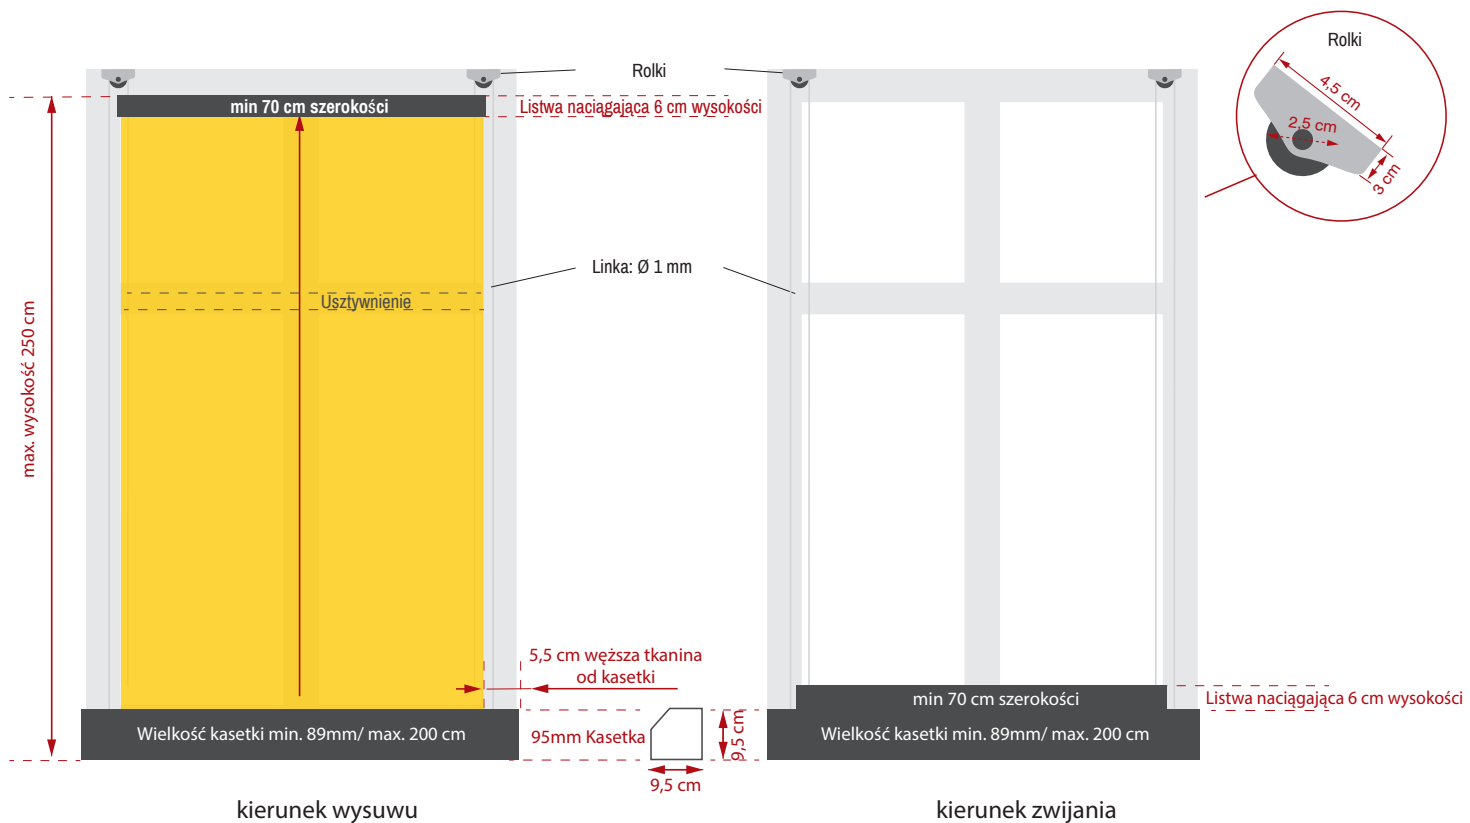 Rolki
Rolki
4,5 cm
2,5 cm
3 cm
min 70 cm szerokości
Listwa naciągająca 6 cm wysokości
Linka: Ø 1 mm
Usztywnienie
max. wysokość 250 cm
5,5 cm węższa tkanina
od kasetki
min 70 cm szerokości
Listwa naciągająca 6 cm wysokości
Wielkość kasetki min. 89mm/ max. 200 cm
95mm Kasetka
9,5 cm
9,5 cm
Wielkość kasetki min. 89mm/ max. 200 cm
kierunek wysuwu
kierunek zwijania